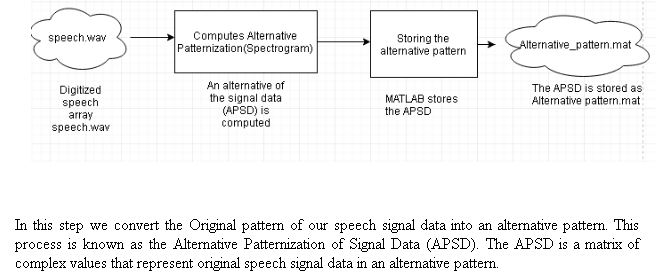 speech.wav
Computes Alternative
Patternization(Spectrogram)
Storing the
alternative pattern
Alternative_pattern.mat
Digitized
speech
array
speech.wav
An alternative of
the signal data
(APSD) is
computed
MATLAB stores
the APSD
The APSD is stored as
Alternative pattern.mat
In this step we convert the Original pattern of our speech signal data into an alternative pattern. This
process is known as the Alternative Patternization of Signal Data (APSD). The APSD is a matrix of
complex values that represent original speech signal data in an alternative pattern.